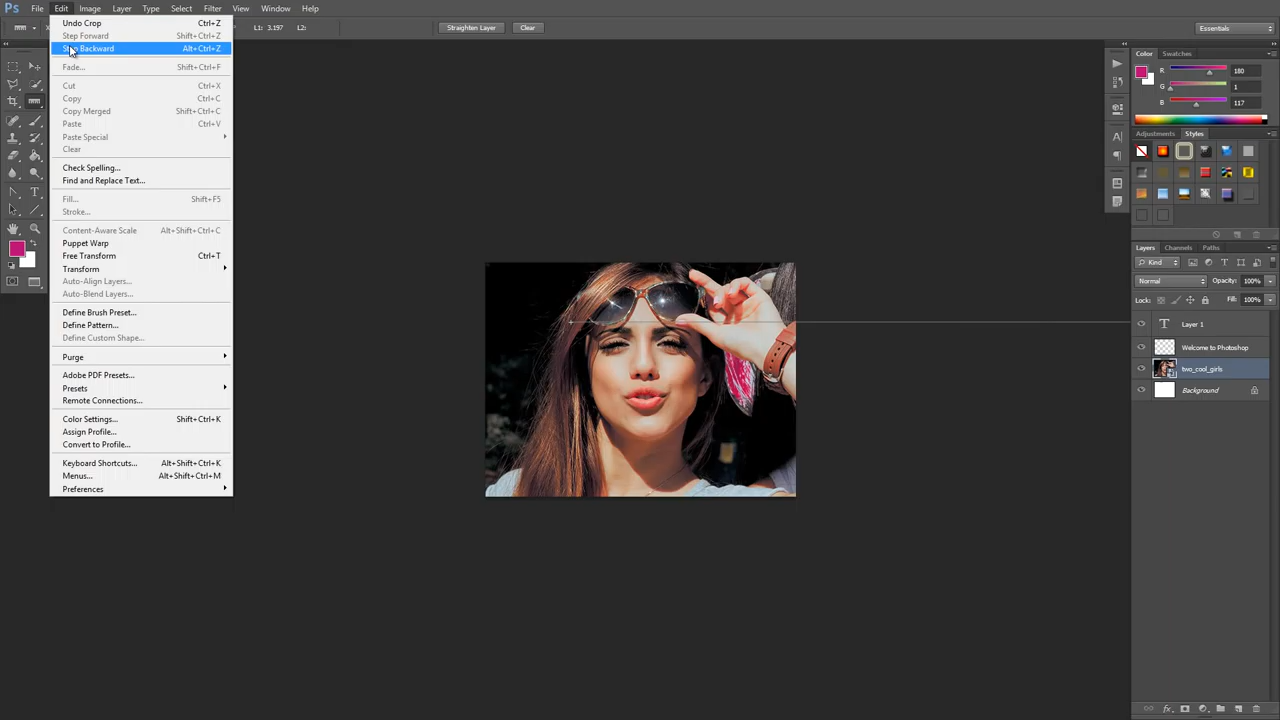 Ps File Edit Image Layer Type Select Filter View Window Help
L1: 3.197 L2: Straighten Layer Clear Essentials
Undo Crop Ctrl+Z
Step Forward Shift+Ctrl+Z
Step Backward Alt+Ctrl+Z
Fade... Shift+Ctrl+F
Cut Ctrl+X
Copy Ctrl+C
Copy Merged Shift+Ctrl+C
Paste Ctrl+V
Paste Special
Clear
Check Spelling...
Find and Replace Text...
Fill... Shift+F5
Stroke...
Content-Aware Scale Alt+Shift+Ctrl+C
Puppet Warp
Free Transform Ctrl+T
Transform
Auto-Align Layers...
Auto-Blend Layers...
Define Brush Preset...
Define Pattern...
Define Custom Shape...
Purge
Adobe PDF Presets...
Presets
Remote Connections...
Color Settings... Shift+Ctrl+K
Assign Profile...
Convert to Profile...
Keyboard Shortcuts... Alt+Shift+Ctrl+K
Menus... Alt+Shift+Ctrl+M
Preferences
Color Swatches
R 180
G 1
B 117
Adjustments Styles
Layers Channels Paths
Kind
Normal Opacity: 100%
Lock: Fill: 100%
Layer 1
Welcome to Photoshop
two_cool_girls
Background